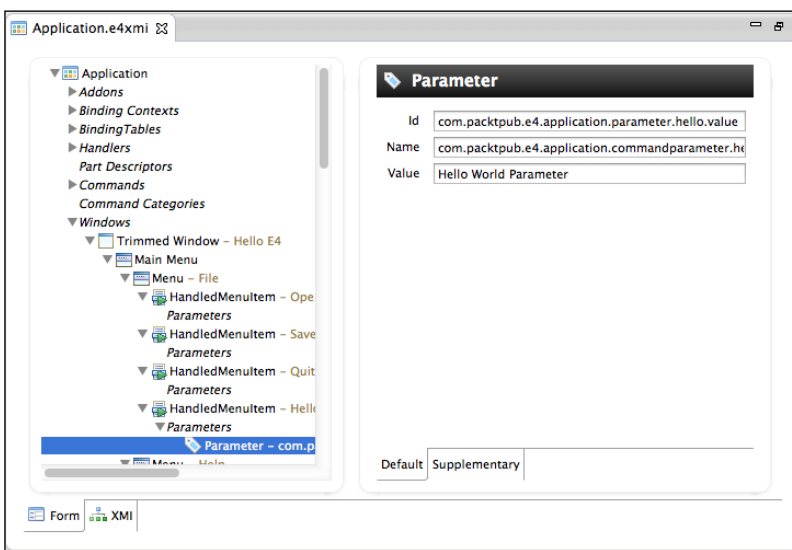 Application.e4xmi
Application
Addons
Binding Contexts
BindingTables
Handlers
Part Descriptors
Commands
Command Categories
Windows
Trimmed Window – Hello E4
Main Menu
Menu – File
HandledMenuItem – Ope
Parameters
HandledMenuItem – Save
Parameters
HandledMenuItem – Quit
Parameters
HandledMenuItem – Hello
Parameters
Parameter – com.p
Menu – Help
Parameter
Id com.packtpub.e4.application.parameter.hello.value
Name com.packtpub.e4.application.commandparameter.he
Value Hello World Parameter
Default Supplementary
Form XMI